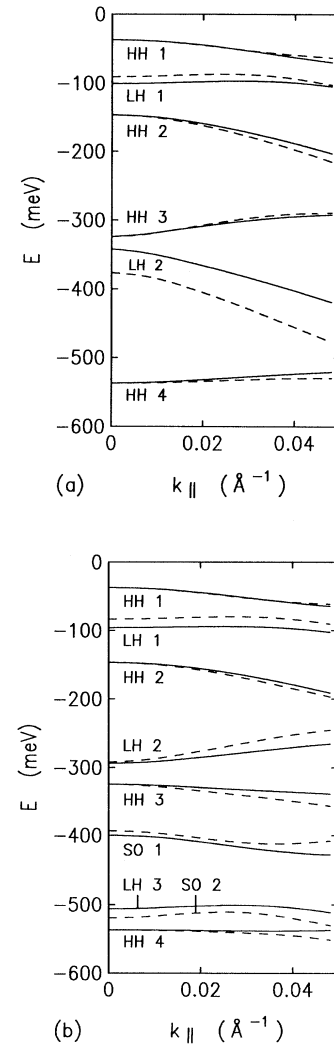 0
-100
-200
-300
-400
-500
-600
E (meV)
HH 1
LH 1
HH 2
HH 3
LH 2
HH 4
0
0.02
0.04
(a)
k∥ (Å⁻¹)
0
-100
-200
-300
-400
-500
-600
E (meV)
HH 1
LH 1
HH 2
LH 2
HH 3
SO 1
LH 3 SO 2
HH 4
0
0.02
0.04
(b)
k∥ (Å⁻¹)